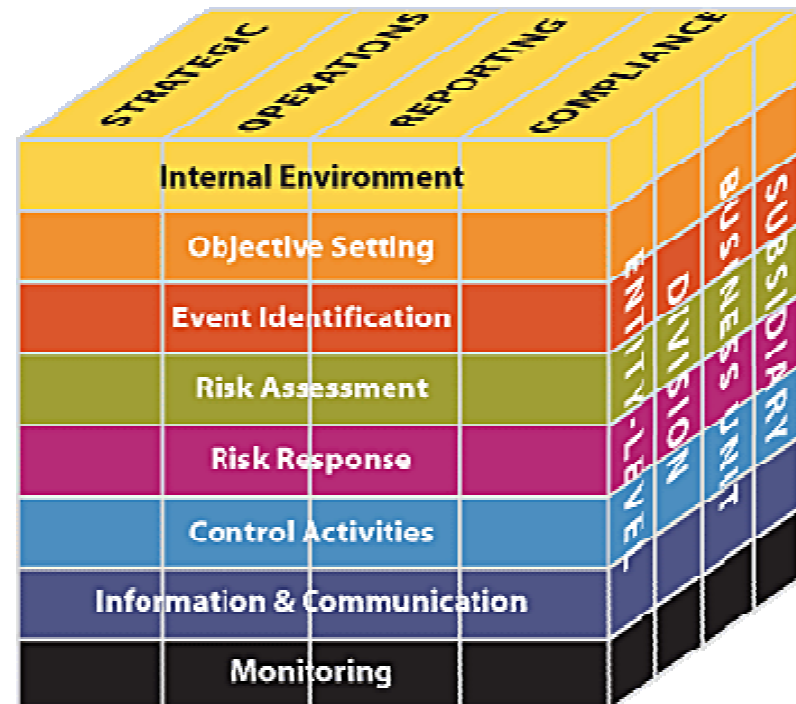 STRATEGIC
OPERATIONS
REPORTING
COMPLIANCE
Internal Environment
Objective Setting
Event Identification
Risk Assessment
Risk Response
Control Activities
Information & Communication
Monitoring
ENTITY-LEVEL
DIVISION
BUSINESS UNIT
SUBSIDIARY